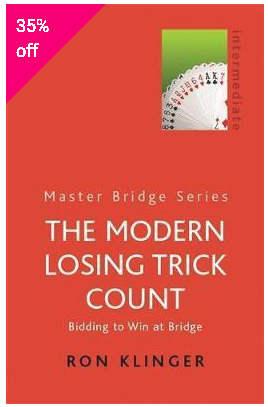 35%
off
intermediate
Master Bridge Series
THE MODERN
LOSING TRICK
COUNT
Bidding to Win at Bridge
RON KLINGER